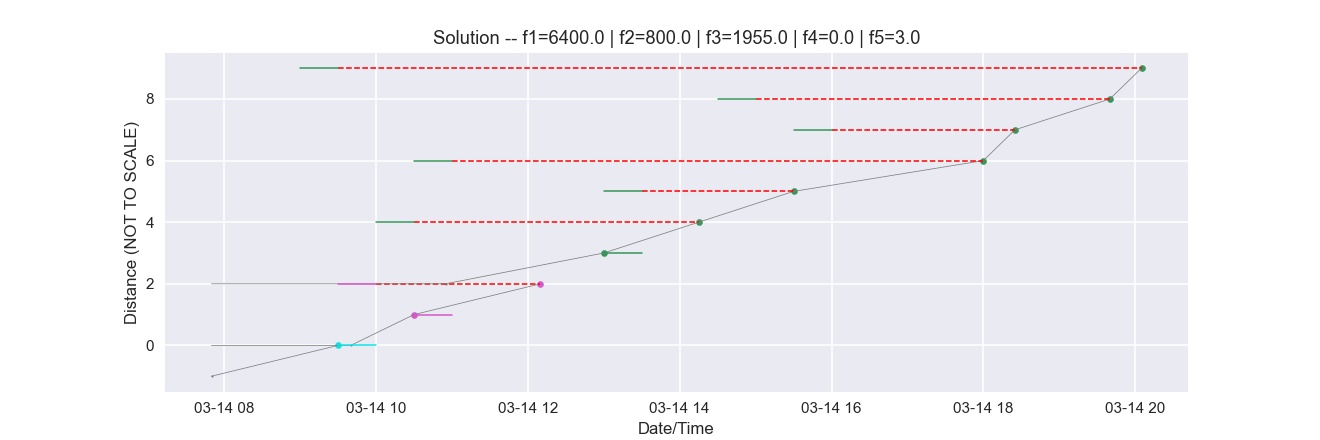 Solution -- f1=6400.0 | f2=800.0 | f3=1955.0 | f4=0.0 | f5=3.0
Distance (NOT TO SCALE)
8
6
4
2
0
03-14 08 03-14 10 03-14 12 03-14 14 03-14 16 03-14 18 03-14 20
Date/Time